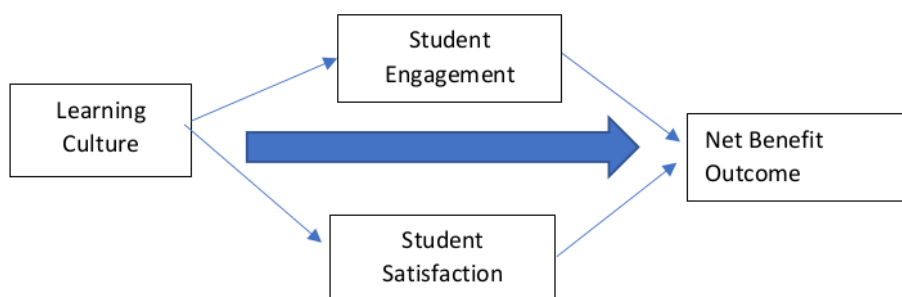 Student
Engagement
Learning
Culture
Net Benefit
Outcome
Student
Satisfaction